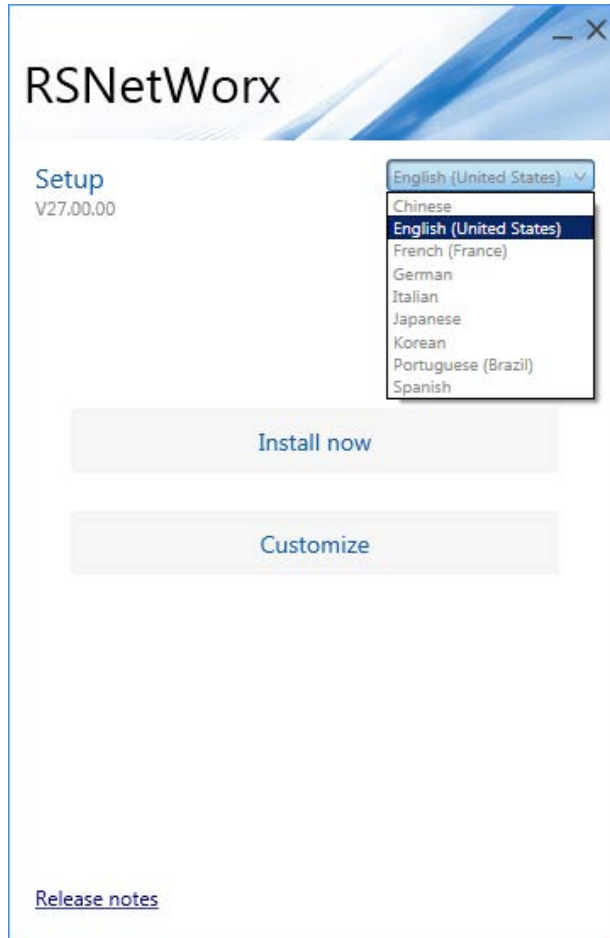 RSNetWorx
Setup
V27.00.00
English (United States)
Chinese
English (United States)
French (France)
German
Italian
Japanese
Korean
Portuguese (Brazil)
Spanish
Install now
Customize
Release notes